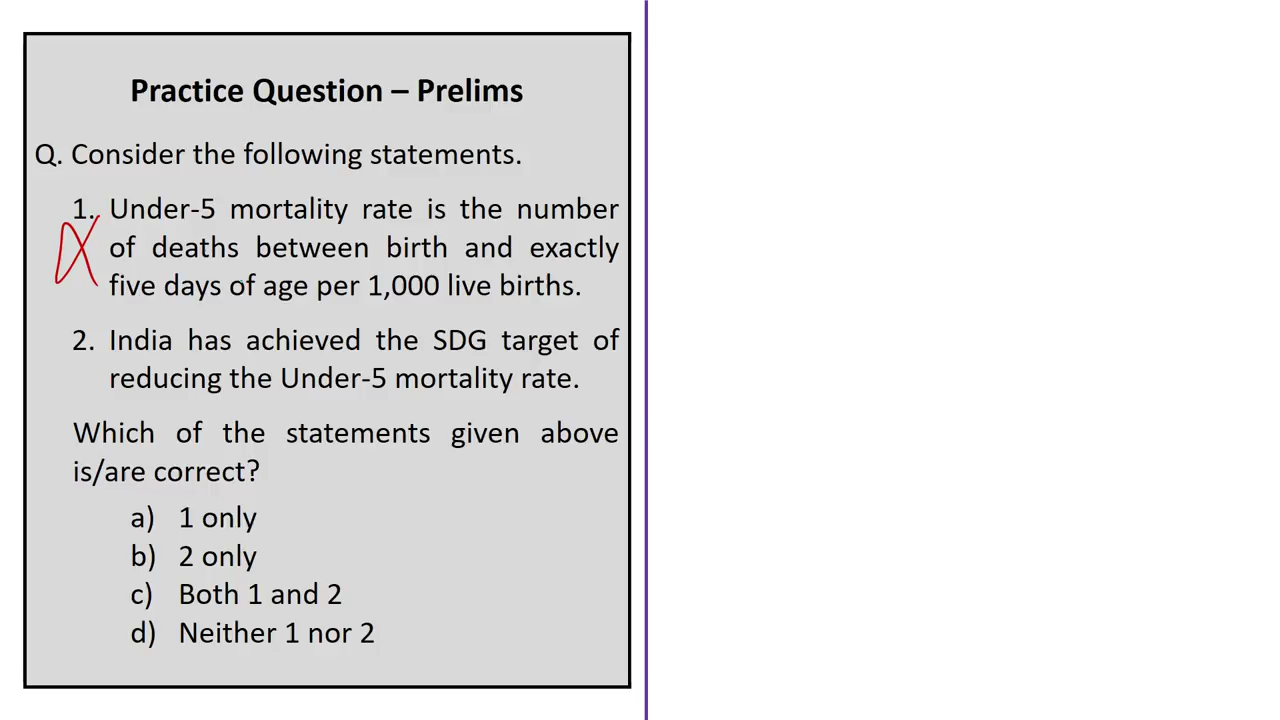 Practice Question – Prelims
Q. Consider the following statements.
1. Under-5 mortality rate is the number
of deaths between birth and exactly
five days of age per 1,000 live births.
2. India has achieved the SDG target of
reducing the Under-5 mortality rate.
Which of the statements given above
is/are correct?
a) 1 only
b) 2 only
c) Both 1 and 2
d) Neither 1 nor 2